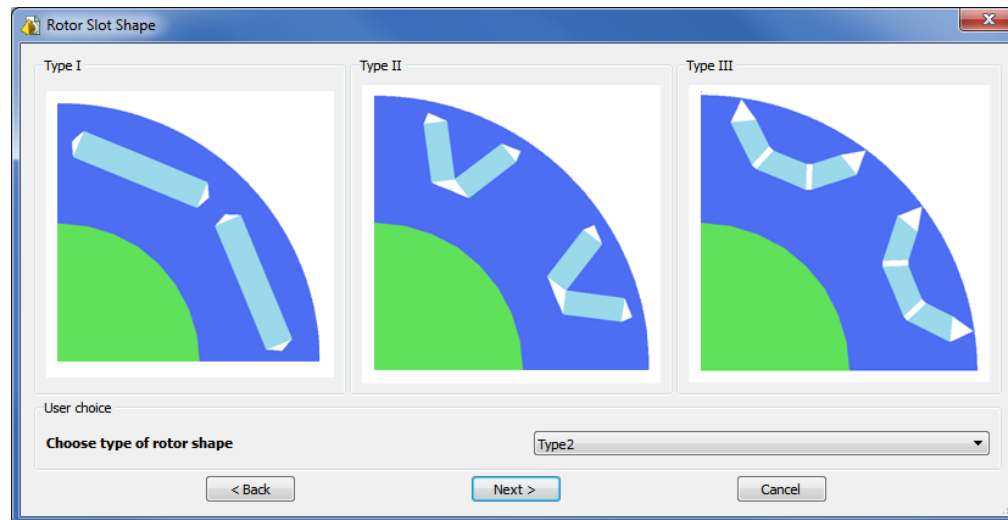 Rotor Slot Shape
Type I
Type II
Type III
User choice
Choose type of rotor shape
Type2
< Back
Next >
Cancel